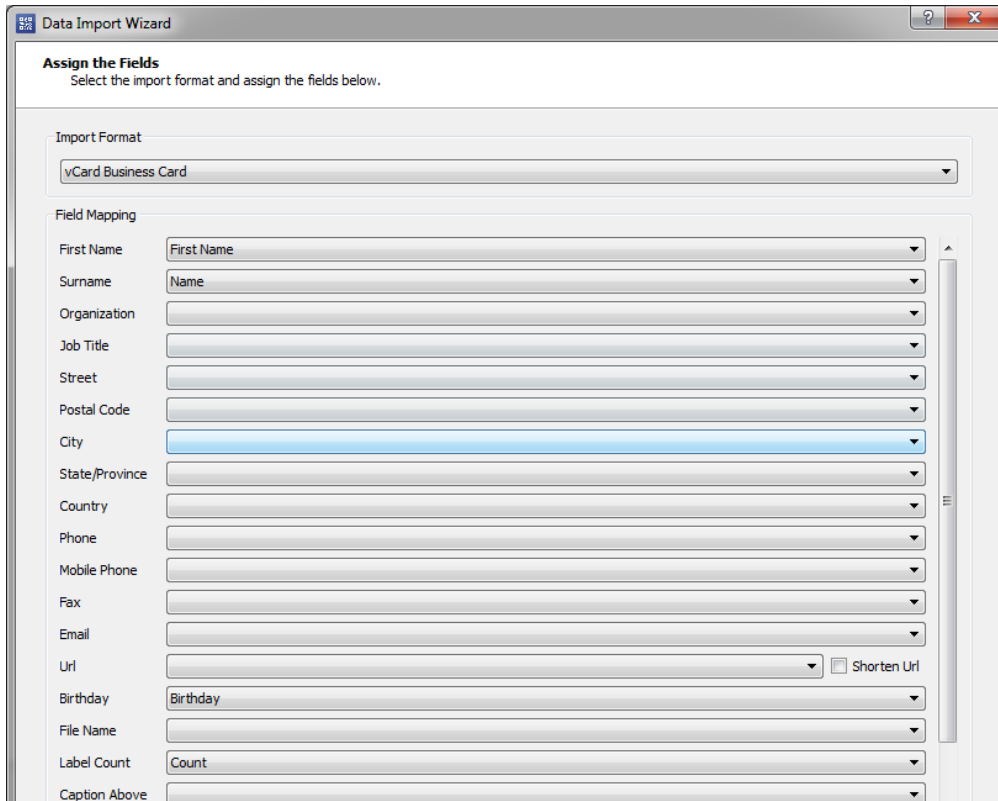 Data Import Wizard
?
X
Assign the Fields
Select the import format and assign the fields below.
Import Format
vCard Business Card
Field Mapping
First Name First Name
Surname Name
Organization
Job Title
Street
Postal Code
City
State/Province
Country
Phone
Mobile Phone
Fax
Email
Url Shorten Url
Birthday Birthday
File Name
Label Count Count
Caption Above